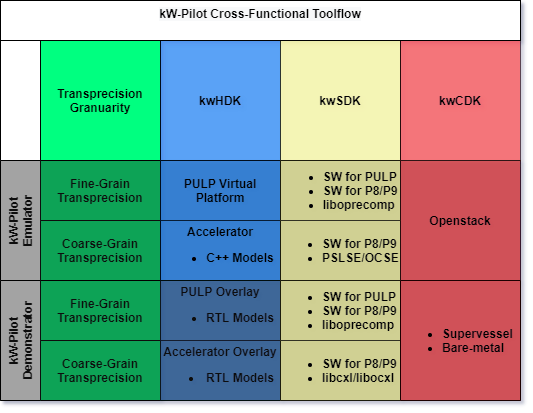 kW-Pilot Cross-Functional Toolflow
Transprecision
Granuarity
kwHDK
kwSDK
kwCDK
kW-Pilot
Emulator
Fine-Grain
Transprecision
PULP Virtual
Platform
• SW for PULP
• SW for P8/P9
• liboprecomp
Openstack
Coarse-Grain
Transprecision
Accelerator
• C++ Models
• SW for P8/P9
• PSLSE/OCSE
kW-Pilot
Demonstrator
Fine-Grain
Transprecision
PULP Overlay
• RTL Models
• SW for PULP
• SW for P8/P9
• liboprecomp
• Supervessel
• Bare-metal
Coarse-Grain
Transprecision
Accelerator Overlay
• RTL Models
• SW for P8/P9
• libcxl/libocxl